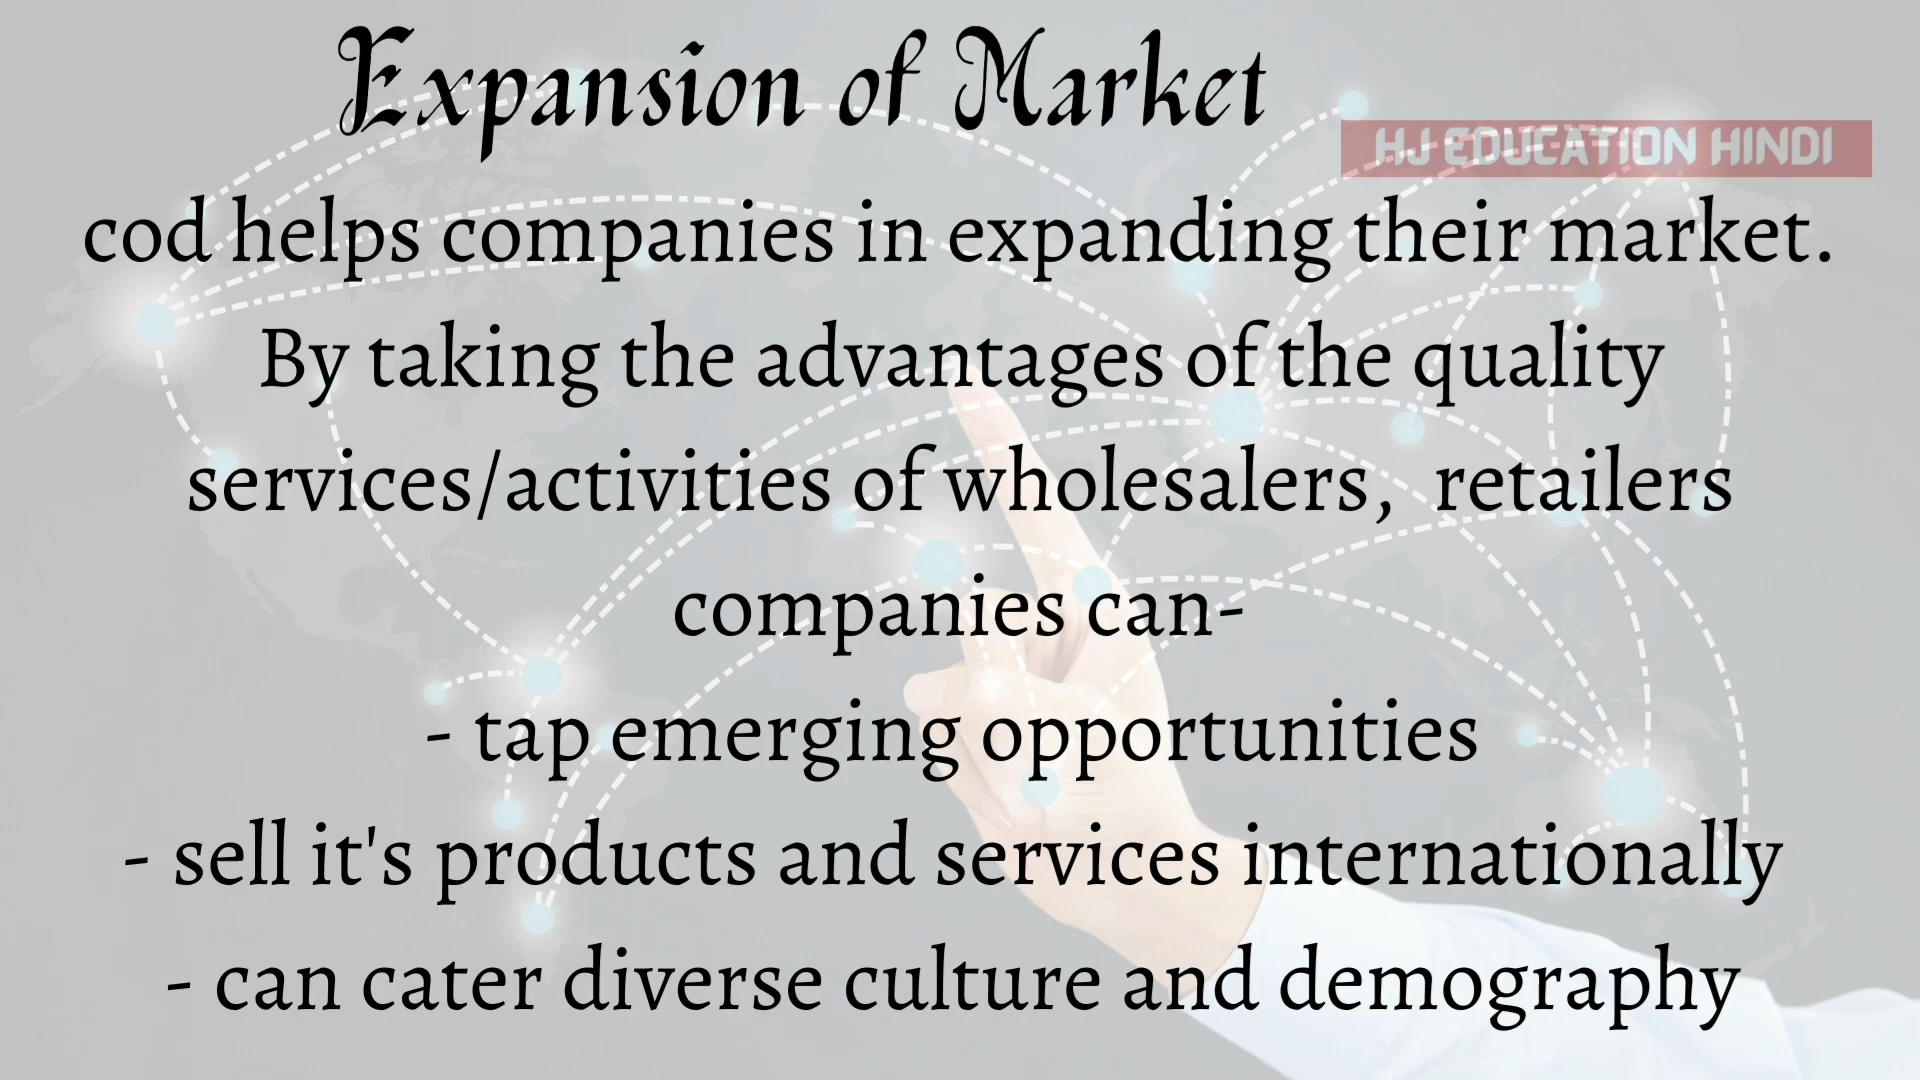 Expansion of Market
HJ EDUCATION HINDI
cod helps companies in expanding their market.
By taking the advantages of the quality
services/activities of wholesalers,  retailers
companies can-
- tap emerging opportunities
- sell it's products and services internationally
- can cater diverse culture and demography